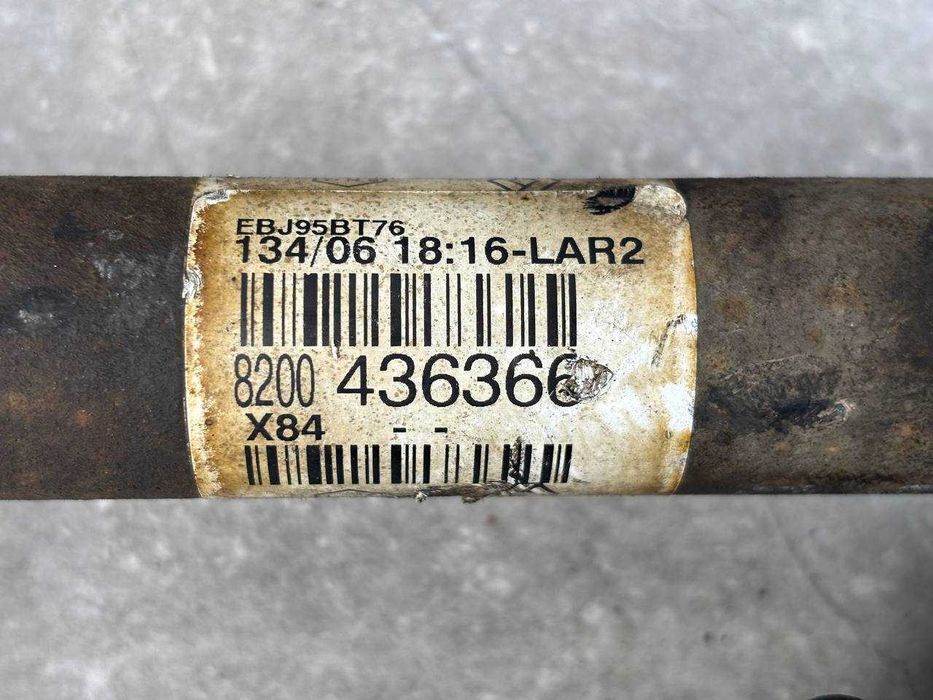 EBJ95BT76
134/06 18:16-LAR2
8200 436366
X84 - -